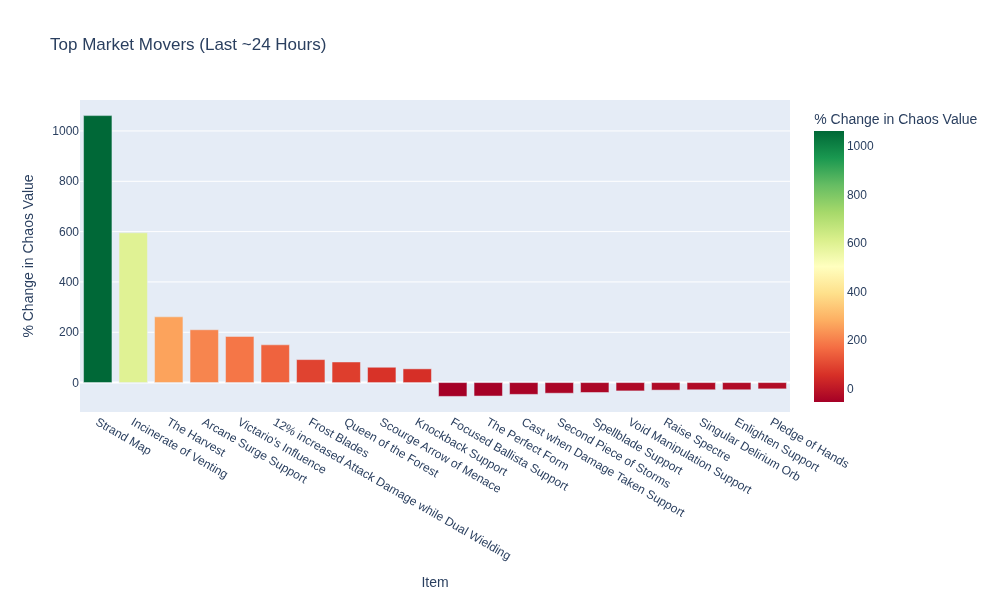 Top Market Movers (Last ~24 Hours)
% Change in Chaos Value
1000
800
600
400
200
0
Strand Map
Incinerate of Venting
The Harvest
Arcane Surge Support
Victario's Influence
12% increased Attack Damage while Dual Wielding
Frost Blades
Queen of the Forest
Scourge Arrow of Menace
Knockback Support
Focused Ballista Support
The Perfect Form
Cast when Damage Taken Support
Second Piece of Storms
Spellblade Support
Void Manipulation Support
Raise Spectre
Singular Delirium Orb
Enlighten Support
Pledge of Hands
Item
% Change in Chaos Value
1000
800
600
400
200
0